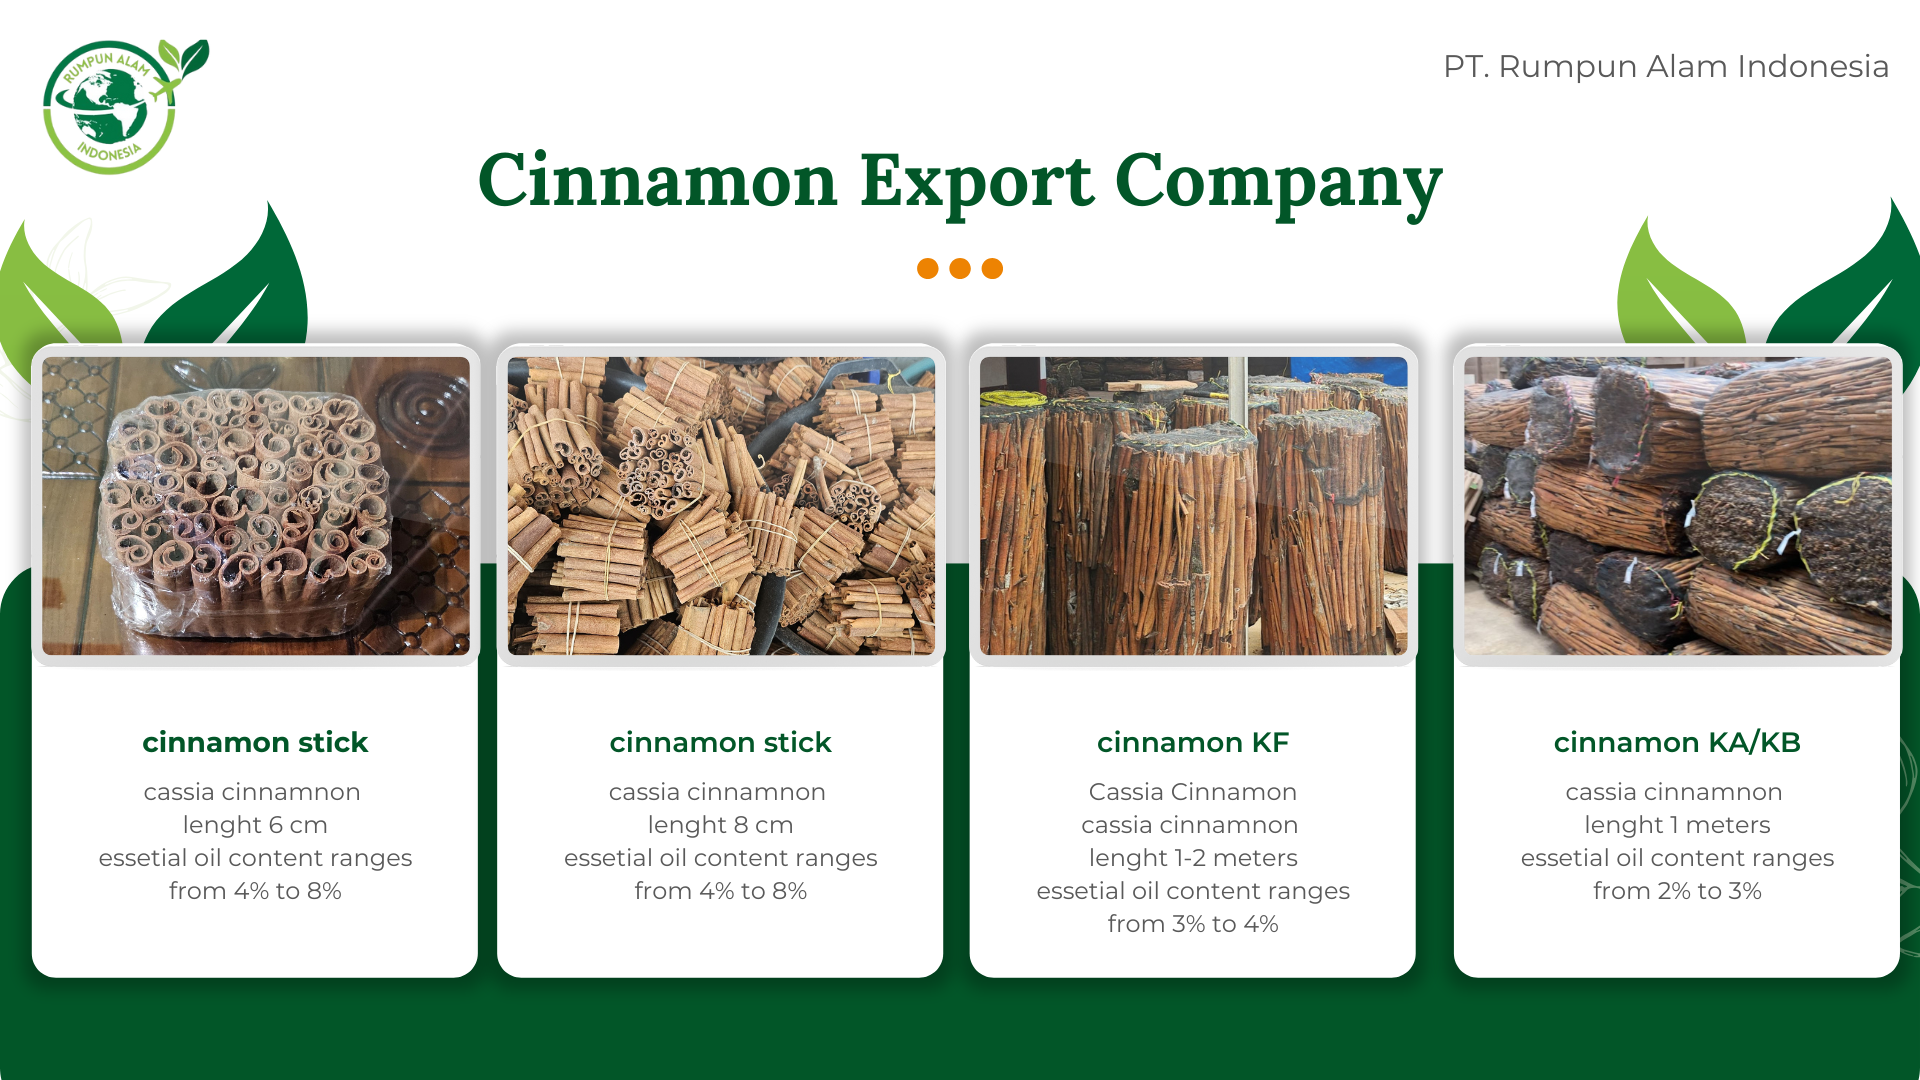 RUMPUN ALAM
INDONESIA
PT. Rumpun Alam Indonesia
Cinnamon Export Company
cinnamon stick
cassia cinnamnon
lenght 6 cm
essetial oil content ranges
from 4% to 8%
cinnamon stick
cassia cinnamnon
lenght 8 cm
essetial oil content ranges
from 4% to 8%
cinnamon KF
Cassia Cinnamon
cassia cinnamnon
lenght 1-2 meters
essetial oil content ranges
from 3% to 4%
cinnamon KA/KB
cassia cinnamnon
lenght 1 meters
essetial oil content ranges
from 2% to 3%